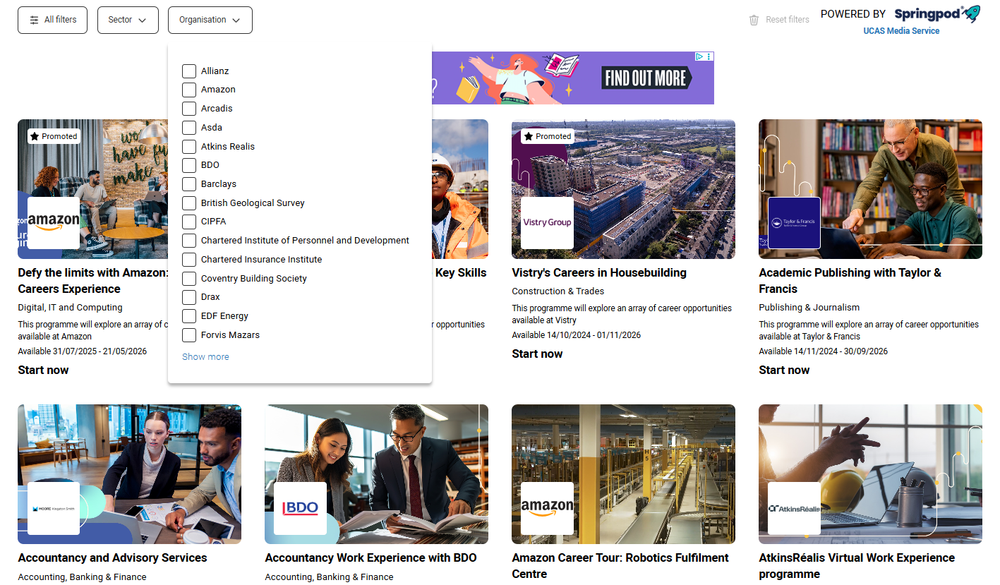 All filters
Sector
Organisation
Reset filters
POWERED BY
Springpod
UCAS Media Service
Allianz
Amazon
Arcadis
Asda
Atkins Realis
BDO
Barclays
British Geological Survey
CIPFA
Chartered Institute of Personnel and Development
Chartered Insurance Institute
Coventry Building Society
Drax
EDF Energy
Forvis Mazars
Show more
?
FIND OUT MORE
Promoted
we
have fu
make
amazon
Defy the limits with Amazon:
Careers Experience
Digital, IT and Computing
This programme will explore an array of c
available at Amazon
Available 31/07/2025 - 21/05/2026
Start now
Key Skills
r opportunities
Promoted
Vistry Group
Vistry's Careers in Housebuilding
Construction & Trades
This programme will explore an array of career opportunities
available at Vistry
Available 14/10/2024 - 01/11/2026
Start now
Taylor & Francis
Academic Publishing with Taylor &
Francis
Publishing & Journalism
This programme will explore an array of career opportunities
available at Taylor & Francis
Available 14/11/2024 - 30/09/2026
Start now
MOORE Kingston Smith
Accountancy and Advisory Services
Accounting, Banking & Finance
BDO
Accountancy Work Experience with BDO
Accounting, Banking & Finance
H
5
amazon
Amazon Career Tour: Robotics Fulfilment
Centre
AtkinsRéalis
AtkinsRéalis Virtual Work Experience
programme